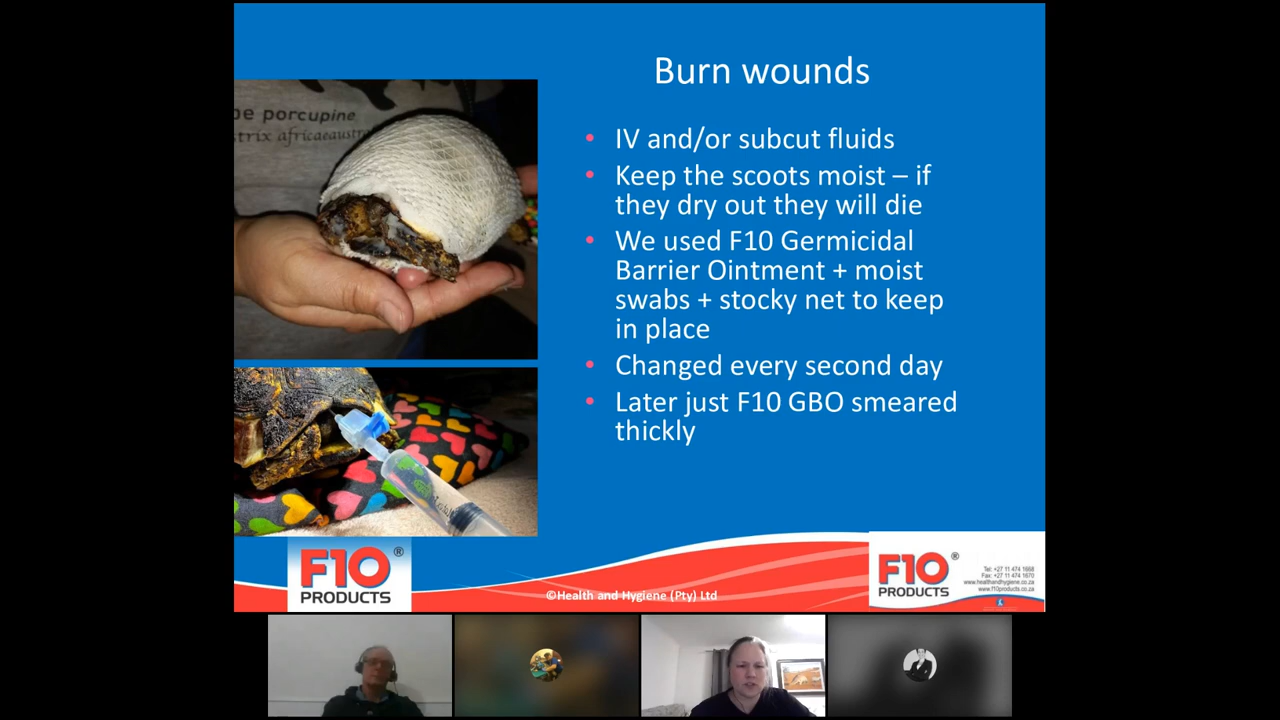 Burn wounds
be porcupine
strix africaeaustr
• IV and/or subcut fluids
• Keep the scoots moist – if
they dry out they will die
• We used F10 Germicidal
Barrier Ointment + moist
swabs + stocky net to keep
in place
• Changed every second day
• Later just F10 GBO smeared
thickly
F10®
PRODUCTS
©Health and Hygiene (Pty) Ltd
F10®
PRODUCTS
Tel: +27 11 474 1668
Fax: +27 11 474 1670
www.healthandhygiene.co.za
www.f10products.co.za